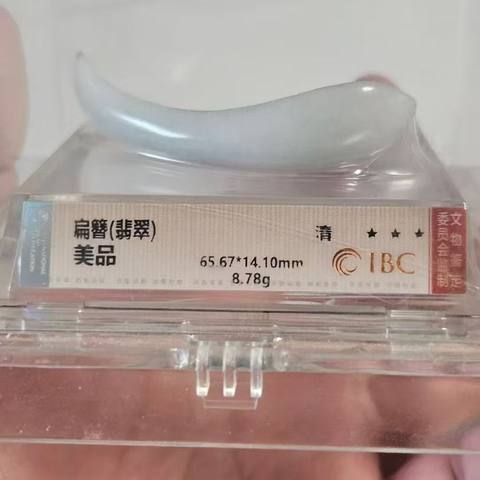 扁簪(翡翠)
美品
65.67*14.10mm
8.78g
清 ★ ★ ★
IBC
文物鉴定
委员会监制